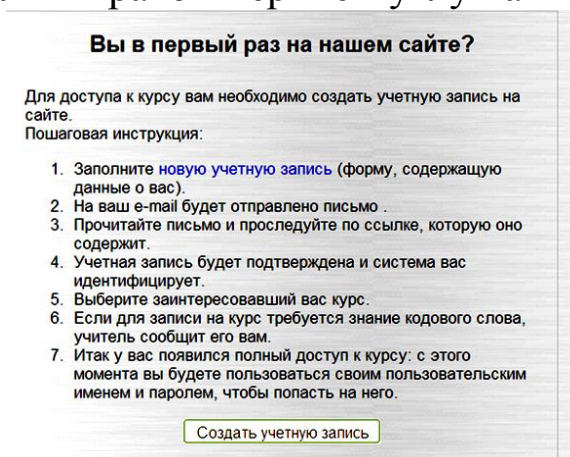 Вы в первый раз на нашем сайте?
Для доступа к курсу вам необходимо создать учетную запись на
сайте.
Пошаговая инструкция:
1. Заполните новую учетную запись (форму, содержащую
данные о вас).
2. На ваш e-mail будет отправлено письмо .
3. Прочитайте письмо и проследуйте по ссылке, которую оно
содержит.
4. Учетная запись будет подтверждена и система вас
идентифицирует.
5. Выберите заинтересовавший вас курс.
6. Если для записи на курс требуется знание кодового слова,
учитель сообщит его вам.
7. Итак у вас появился полный доступ к курсу: с этого
момента вы будете пользоваться своим пользовательским
именем и паролем, чтобы попасть на него.
Создать учетную запись